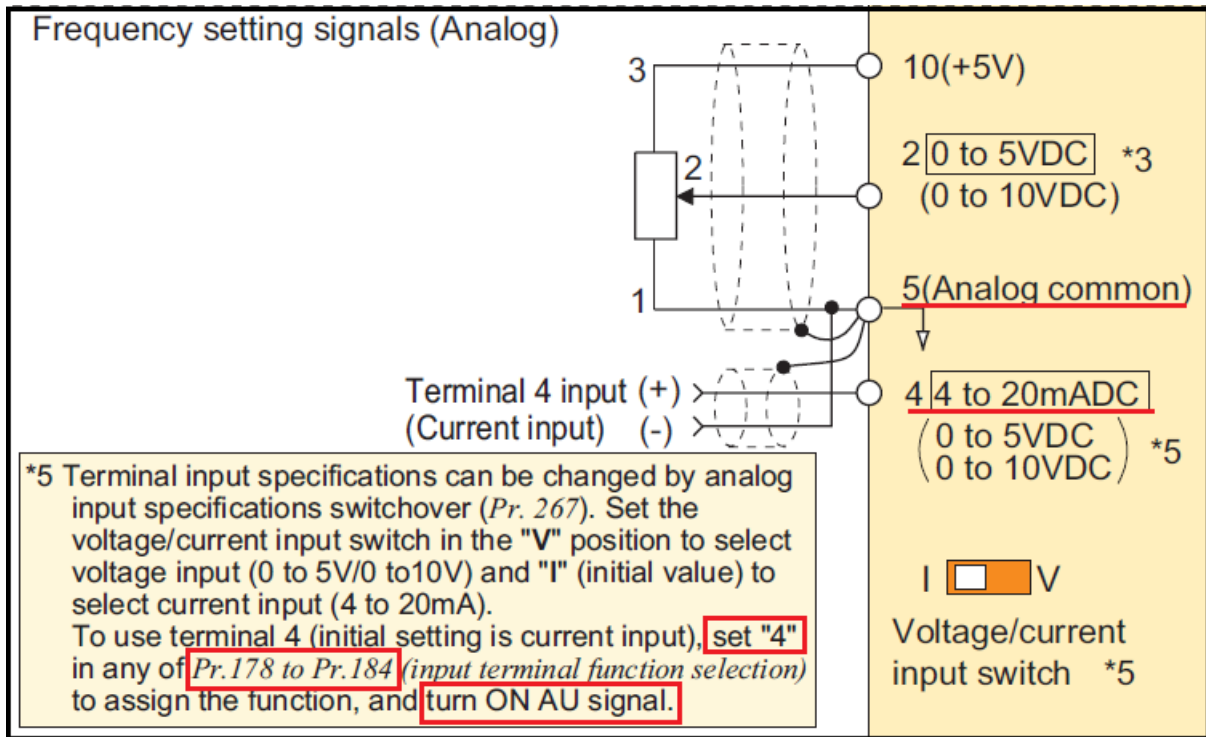 Frequency setting signals (Analog)
3
10(+5V)
2
2 0 to 5VDC *3
(0 to 10VDC)
1
5(Analog common)
Terminal 4 input (+)
(Current input) (-)
4 4 to 20mADC
(0 to 5VDC
0 to 10VDC) *5
*5 Terminal input specifications can be changed by analog
input specifications switchover (Pr. 267). Set the
voltage/current input switch in the "V" position to select
voltage input (0 to 5V/0 to10V) and "I" (initial value) to
select current input (4 to 20mA).
To use terminal 4 (initial setting is current input), set "4"
in any of Pr.178 to Pr.184 (input terminal function selection)
to assign the function, and turn ON AU signal.
I V
Voltage/current
input switch *5